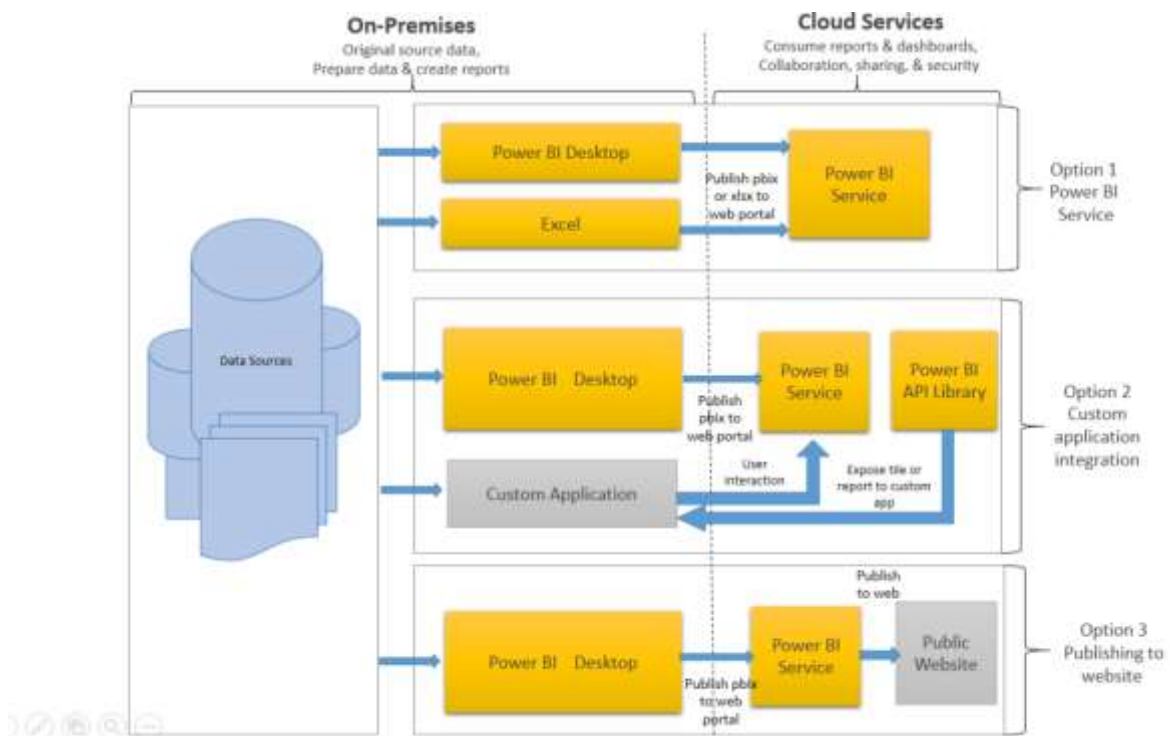 On-Premises
Original source data,
Prepare data & create reports
Cloud Services
Consume reports & dashboards,
Collaboration, sharing, & security
Data Sources
Power BI Desktop
Excel
Publish pbix
or xlsx to
web portal
Power BI
Service
Option 1
Power BI
Service
Power BI Desktop
Publish
pbix to
web portal
Power BI
Service
Power BI
API Library
Custom Application
User
interaction
Expose tile or
report to custom
app
Option 2
Custom
application
integration
Power BI Desktop
Publish pbix
to web
portal
Power BI
Service
Publish
to web
Public
Website
Option 3
Publishing to
website